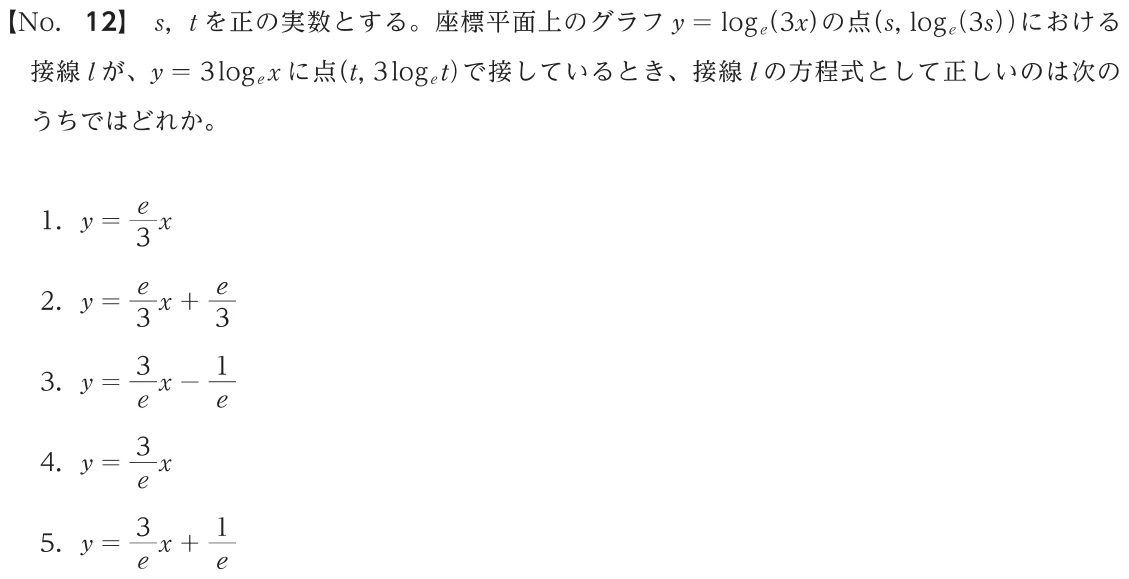 【No. 12】 s, t を正の実数とする。座標平面上のグラフ y = logₑ(3x)の点(s, logₑ(3s))における
接線 l が、y = 3logₑx に点(t, 3logₑt)で接しているとき、接線 l の方程式として正しいのは次の
うちではどれか。
1. y = e/3 x
2. y = e/3 x + e/3
3. y = 3/e x − 1/e
4. y = 3/e x
5. y = 3/e x + 1/e